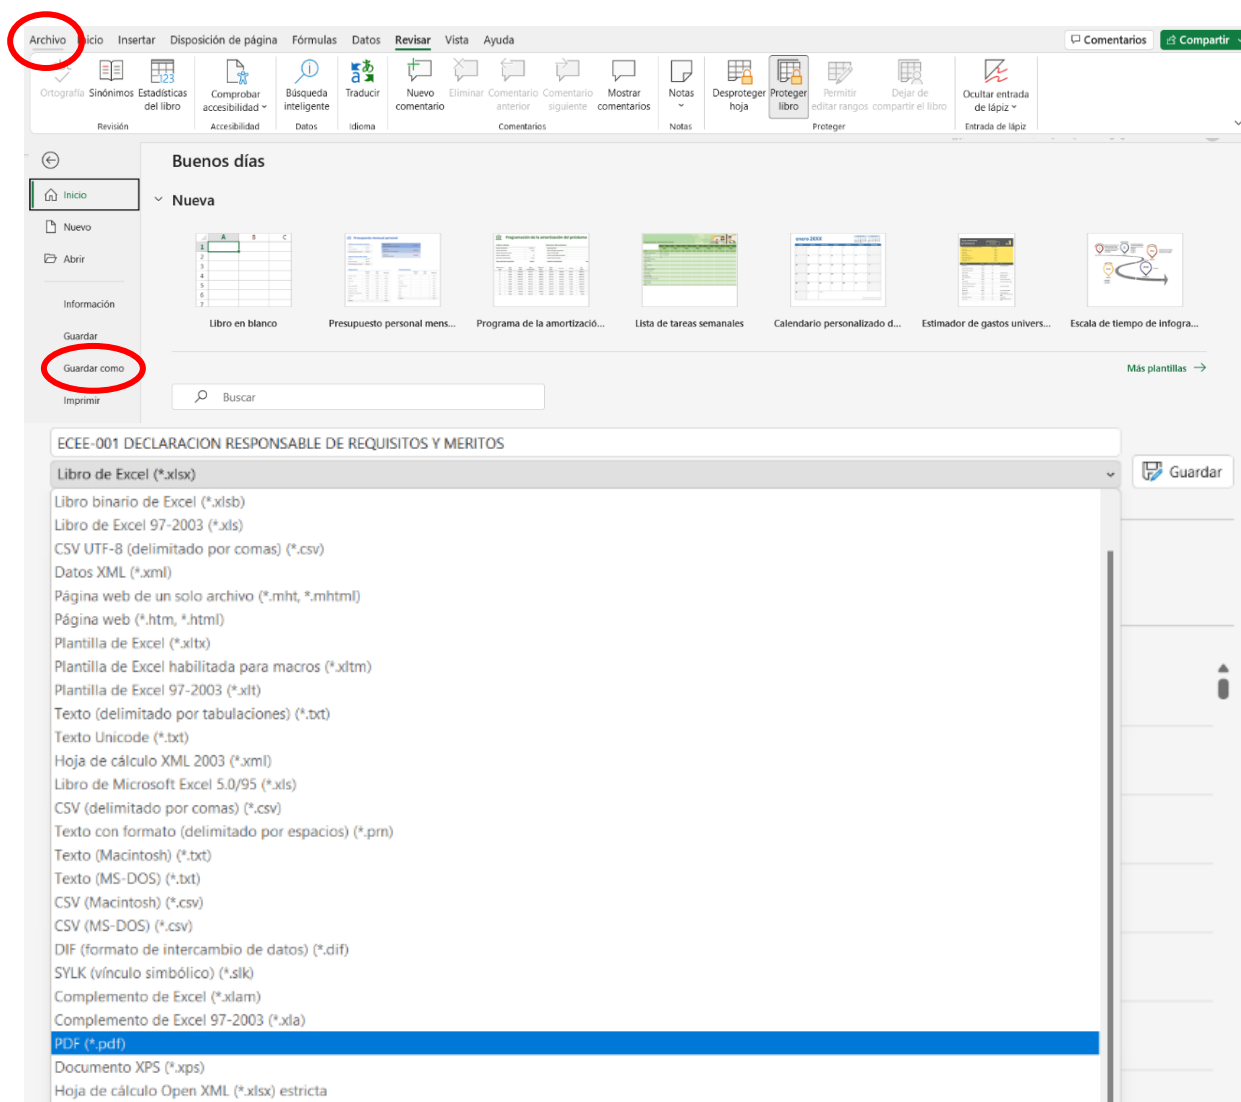 Archivo Inicio Insertar Disposición de página Fórmulas Datos Revisar Vista Ayuda Comentarios Compartir
Ortografía Sinónimos Estadísticas del libro
Comprobar accesibilidad
Búsqueda inteligente
Traducir
Nuevo comentario
Eliminar Comentario anterior Comentario siguiente Mostrar comentarios
Notas
Desproteger hoja Proteger libro Permitir editar rangos Dejar de compartir el libro
Ocultar entrada de lápiz
Revisión Accesibilidad Datos Idioma Comentarios Notas Proteger Entrada de lápiz
Buenos días
Inicio
Nueva
Nuevo
Abrir
Información
Guardar
Guardar como
Imprimir
A B C
1
2
3
4
5
6
7
enero 20XX
Libro en blanco
Presupuesto personal mens...
Programa de la amortizació...
Lista de tareas semanales
Calendario personalizado d...
Estimador de gastos univers...
Escala de tiempo de infogra...
Más plantillas
Buscar
ECEE-001 DECLARACION RESPONSABLE DE REQUISITOS Y MERITOS
Libro de Excel (*.xlsx)
Guardar
Libro binario de Excel (*.xlsb)
Libro de Excel 97-2003 (*.xls)
CSV UTF-8 (delimitado por comas) (*.csv)
Datos XML (*.xml)
Página web de un solo archivo (*.mht, *.mhtml)
Página web (*.htm, *.html)
Plantilla de Excel (*.xltx)
Plantilla de Excel habilitada para macros (*.xltm)
Plantilla de Excel 97-2003 (*.xlt)
Texto (delimitado por tabulaciones) (*.txt)
Texto Unicode (*.txt)
Hoja de cálculo XML 2003 (*.xml)
Libro de Microsoft Excel 5.0/95 (*.xls)
CSV (delimitado por comas) (*.csv)
Texto con formato (delimitado por espacios) (*.prn)
Texto (Macintosh) (*.txt)
Texto (MS-DOS) (*.txt)
CSV (Macintosh) (*.csv)
CSV (MS-DOS) (*.csv)
DIF (formato de intercambio de datos) (*.dif)
SYLK (vínculo simbólico) (*.slk)
Complemento de Excel (*.xlam)
Complemento de Excel 97-2003 (*.xla)
PDF (*.pdf)
Documento XPS (*.xps)
Hoja de cálculo Open XML (*.xlsx) estricta